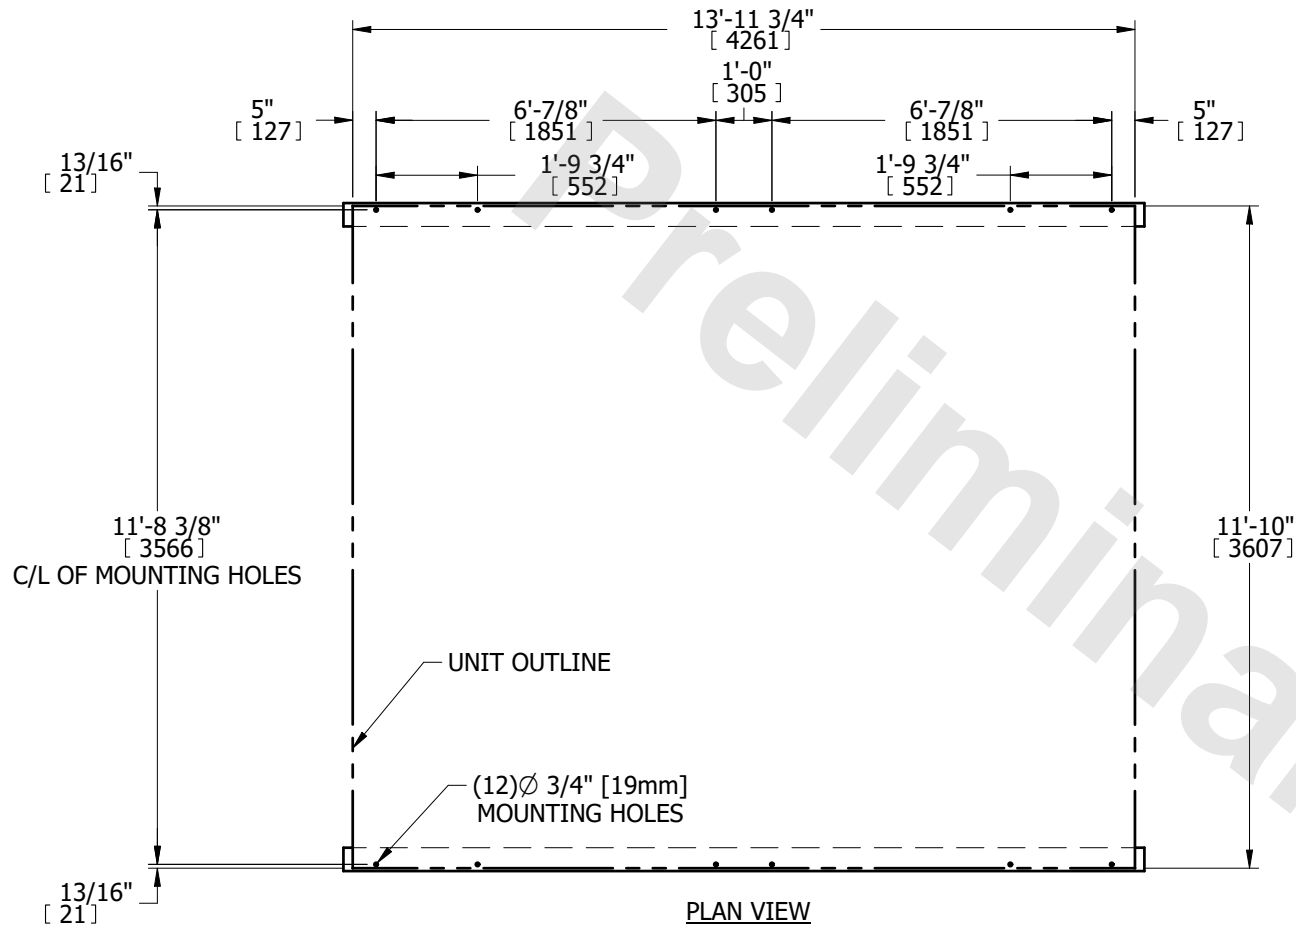 13'-11 3/4"
[ 4261]
1'-0"
[ 305 ]
5"
[ 127]
6'-7/8"
[ 1851 ]
6'-7/8"
[ 1851 ]
5"
[ 127]
13/16"
[ 21]
1'-9 3/4"
[ 552]
1'-9 3/4"
[ 552]
11'-8 3/8"
[ 3566]
C/L OF MOUNTING HOLES
11'-10"
[ 3607]
UNIT OUTLINE
(12)∅ 3/4" [19mm]
MOUNTING HOLES
13/16"
[ 21]
PLAN VIEW